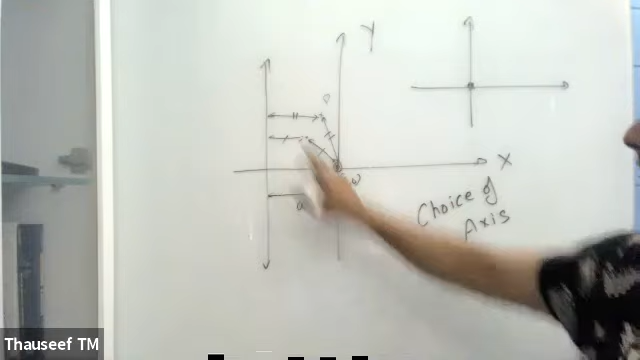 Y
X
Choice of
Axis
Thauseef TM